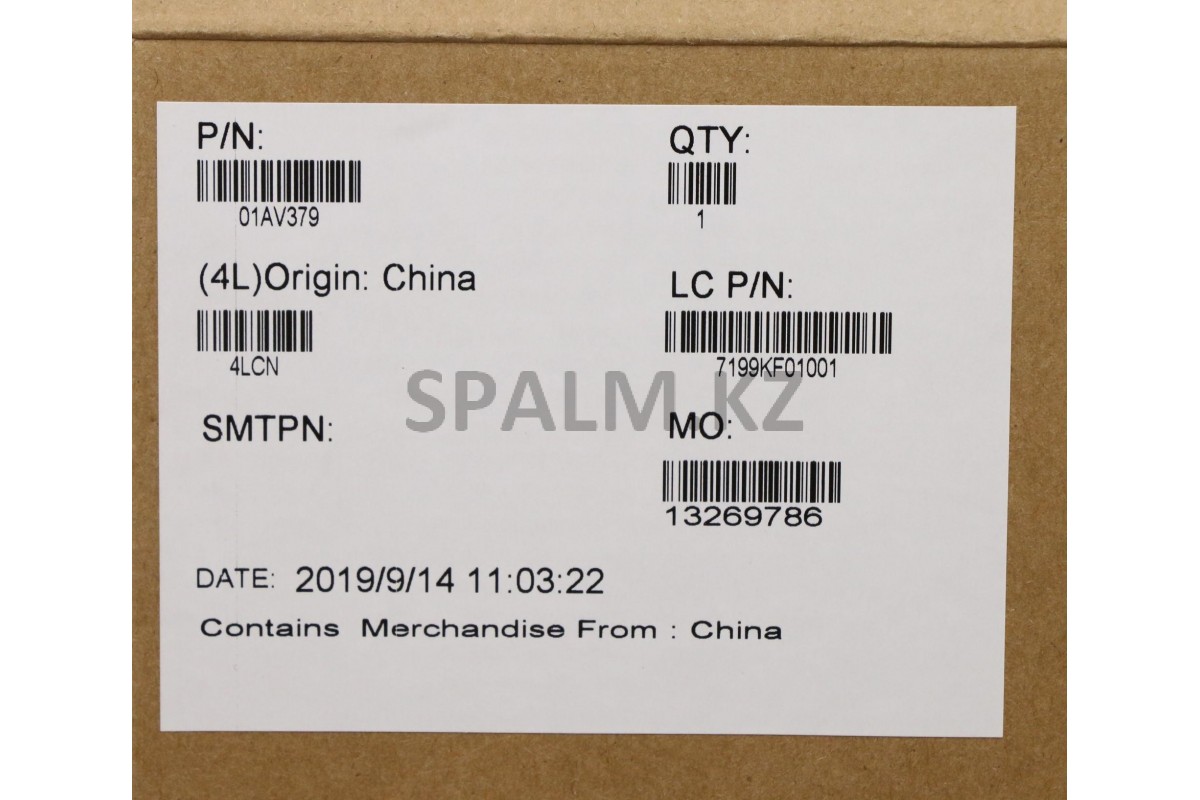 P/N:
01AV379
QTY:
1
(4L)Origin: China
4LCN
LC P/N:
7199KF01001
SPALM.KZ
SMTPN:
MO:
13269786
DATE: 2019/9/14 11:03:22
Contains Merchandise From : China